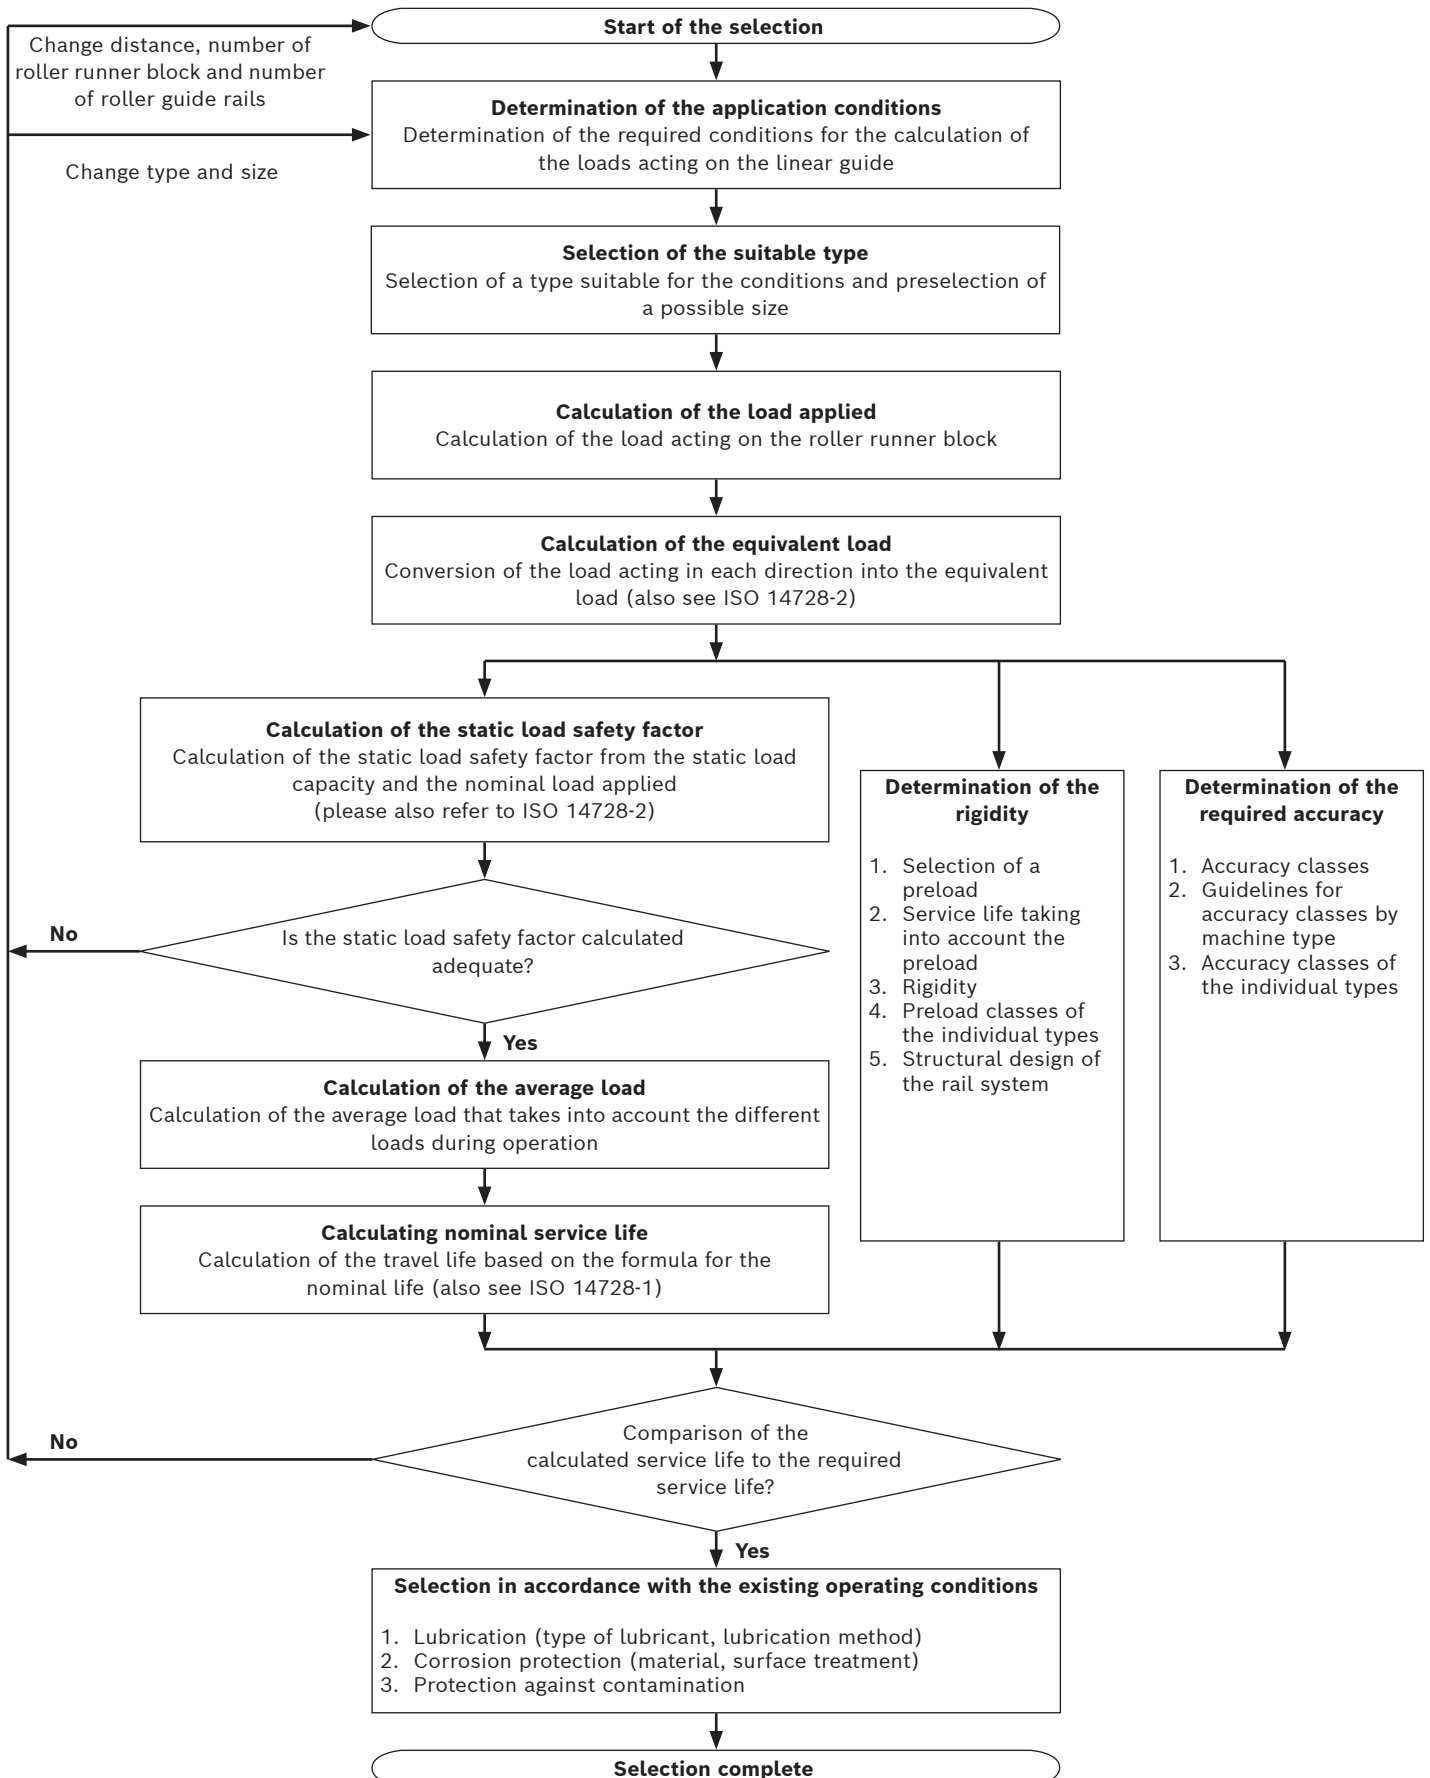 Start of the selection
Change distance, number of
roller runner block and number
of roller guide rails
Determination of the application conditions
Determination of the required conditions for the calculation of
the loads acting on the linear guide
Change type and size
Selection of the suitable type
Selection of a type suitable for the conditions and preselection of
a possible size
Calculation of the load applied
Calculation of the load acting on the roller runner block
Calculation of the equivalent load
Conversion of the load acting in each direction into the equivalent
load (also see ISO 14728-2)
Calculation of the static load safety factor
Calculation of the static load safety factor from the static load
capacity and the nominal load applied
(please also refer to ISO 14728-2)
Determination of the
rigidity
1. Selection of a
preload
2. Service life taking
into account the
preload
3. Rigidity
4. Preload classes of
the individual types
5. Structural design of
the rail system
Determination of the
required accuracy
1. Accuracy classes
2. Guidelines for
accuracy classes by
machine type
3. Accuracy classes of
the individual types
No
Is the static load safety factor calculated
adequate?
Yes
Calculation of the average load
Calculation of the average load that takes into account the different
loads during operation
Calculating nominal service life
Calculation of the travel life based on the formula for the
nominal life (also see ISO 14728-1)
No
Comparison of the
calculated service life to the required
service life?
Yes
Selection in accordance with the existing operating conditions
1. Lubrication (type of lubricant, lubrication method)
2. Corrosion protection (material, surface treatment)
3. Protection against contamination
Selection complete